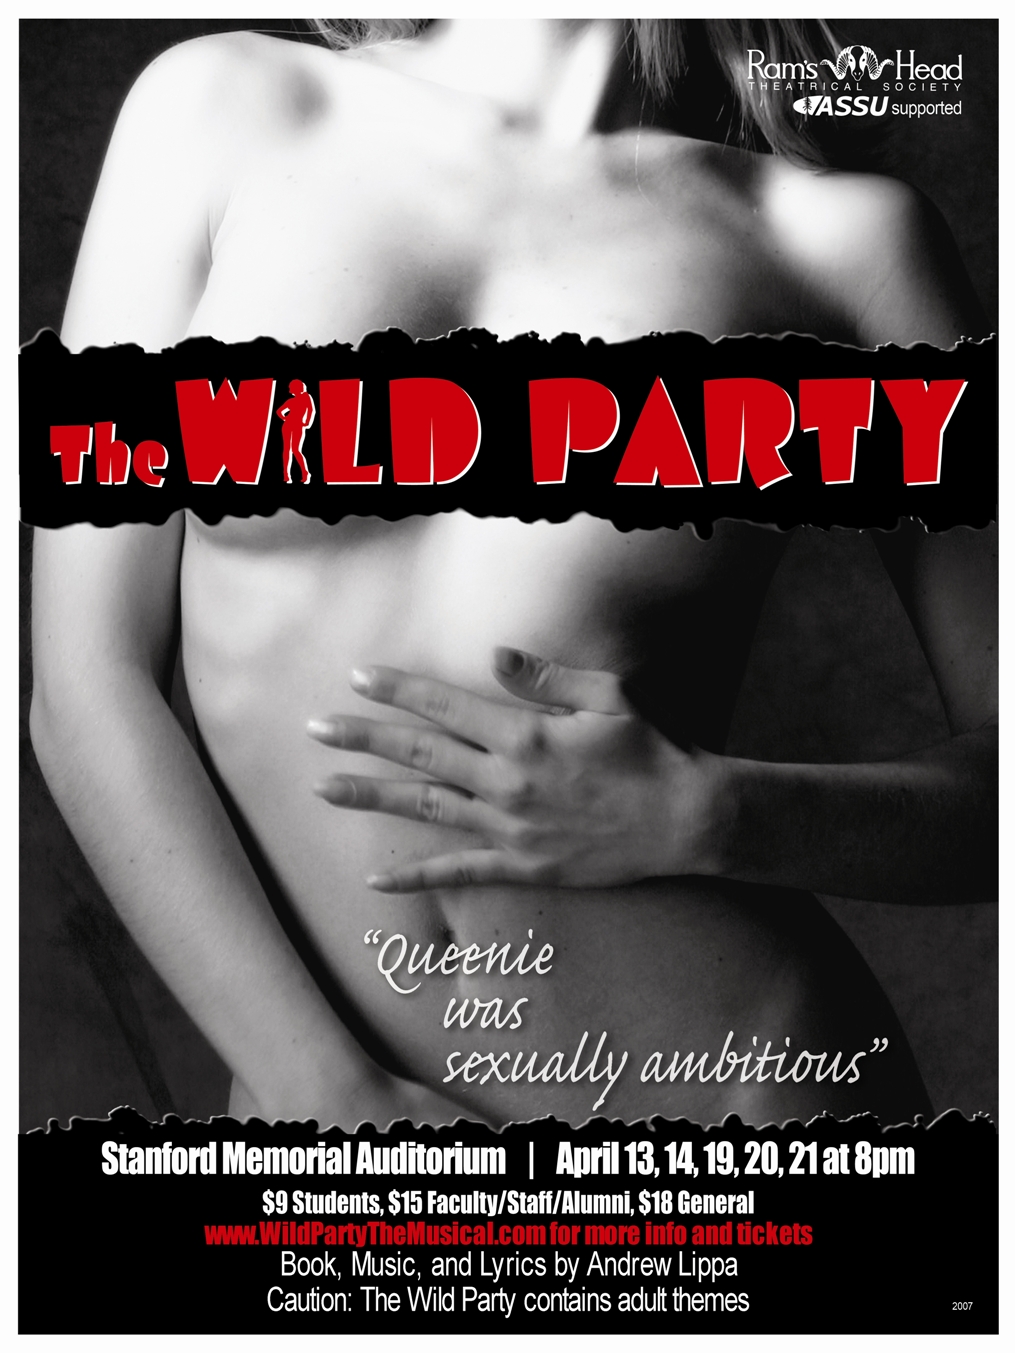 Ram's Head
THEATRICAL SOCIETY
ASSU supported
The WiLD PARTY
“Queenie
was
sexually ambitious”
Stanford Memorial Auditorium | April 13, 14, 19, 20, 21 at 8pm
$9 Students, $15 Faculty/Staff/Alumni, $18 General
www.WildPartyTheMusical.com for more info and tickets
Book, Music, and Lyrics by Andrew Lippa
Caution: The Wild Party contains adult themes
2007